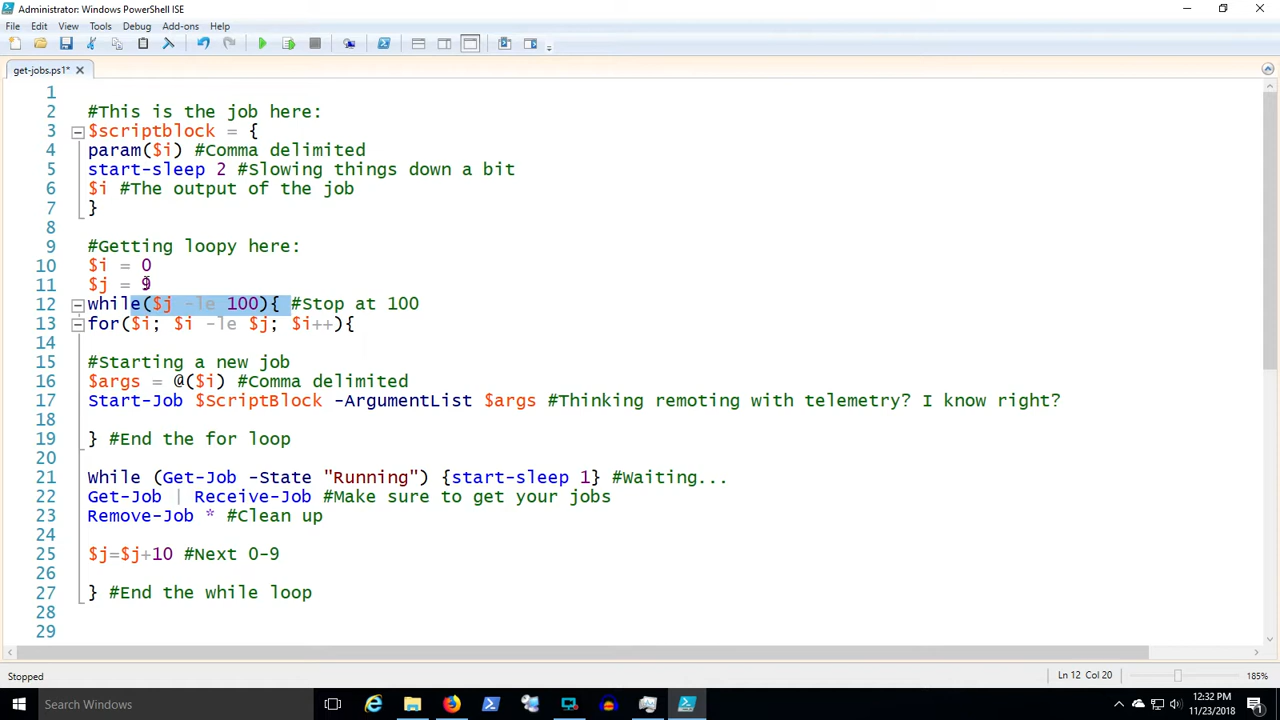 Administrator: Windows PowerShell ISE
File Edit View Tools Debug Add-ons Help
get-jobs.ps1*
1
2 #This is the job here:
3 $scriptblock = {
4 param($i) #Comma delimited
5 start-sleep 2 #Slowing things down a bit
6 $i #The output of the job
7 }
8
9 #Getting loopy here:
10 $i = 0
11 $j = 9
12 while($j -le 100){ #Stop at 100
13 for($i; $i -le $j; $i++){
14
15 #Starting a new job
16 $args = @($i) #Comma delimited
17 Start-Job $ScriptBlock -ArgumentList $args #Thinking remoting with telemetry? I know right?
18
19 } #End the for loop
20
21 While (Get-Job -State "Running") {start-sleep 1} #Waiting...
22 Get-Job | Receive-Job #Make sure to get your jobs
23 Remove-Job * #Clean up
24
25 $j=$j+10 #Next 0-9
26
27 } #End the while loop
28
29
Stopped
Ln 12 Col 20
185%
Search Windows
12:32 PM
11/23/2018
1